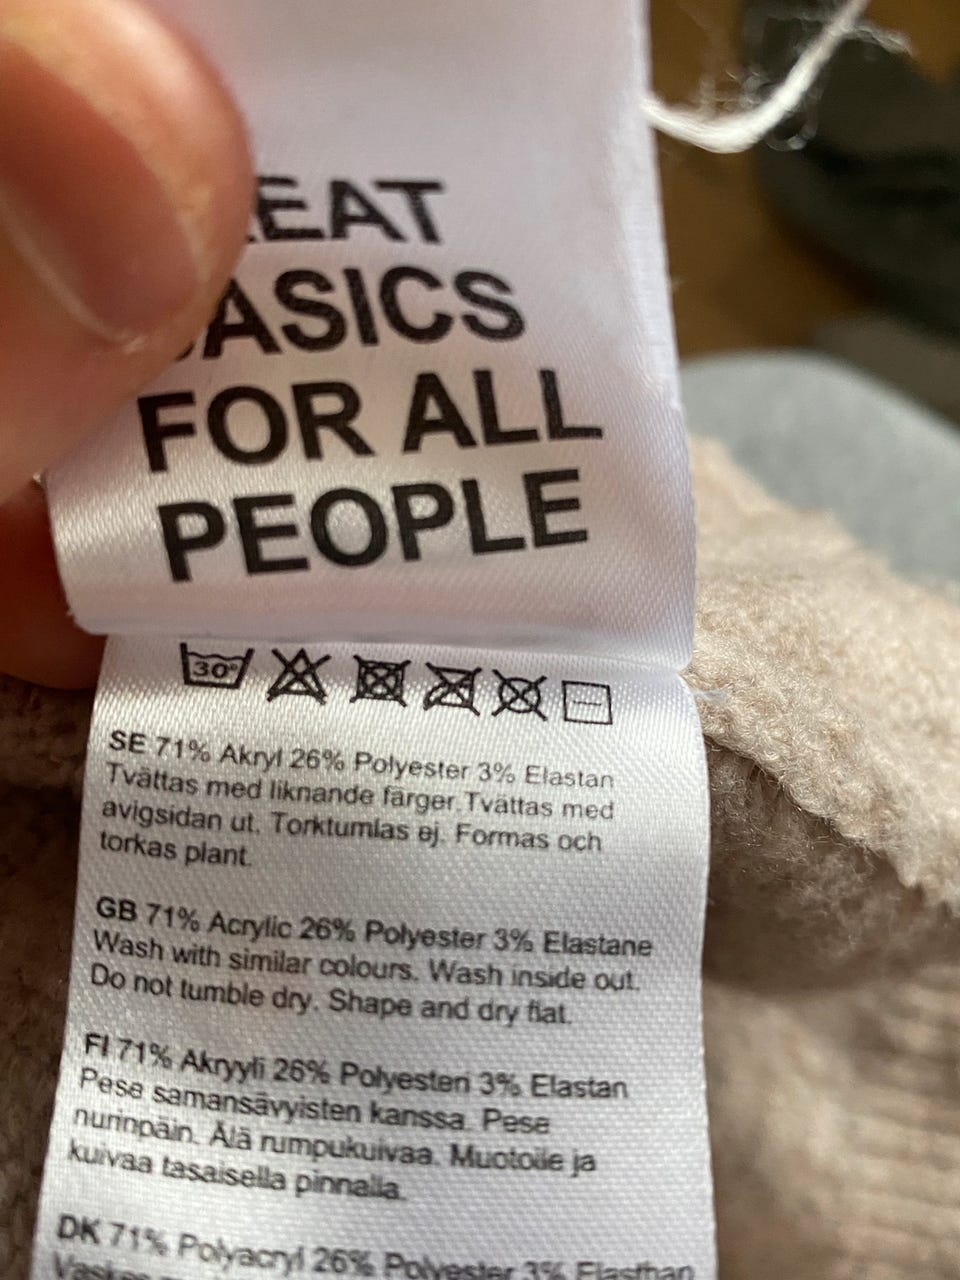 EAT
ASICS
FOR ALL
PEOPLE
30°
SE 71% Akryl 26% Polyester 3% Elastan
Tvättas med liknande färger. Tvättas med
avigsidan ut. Torktumlas ej. Formas och
torkas plant.
GB 71% Acrylic 26% Polyester 3% Elastane
Wash with similar colours. Wash inside out.
Do not tumble dry. Shape and dry flat.
FI 71% Akryyli 26% Polyesteri 3% Elastan
Pese samansävyisten kanssa. Pese
nurinpäin. Älä rumpukuivaa. Muotoile ja
kuivaa tasaisella pinnalla.
DK 71% Polyacryl 26% Polyester 3% Elasthan